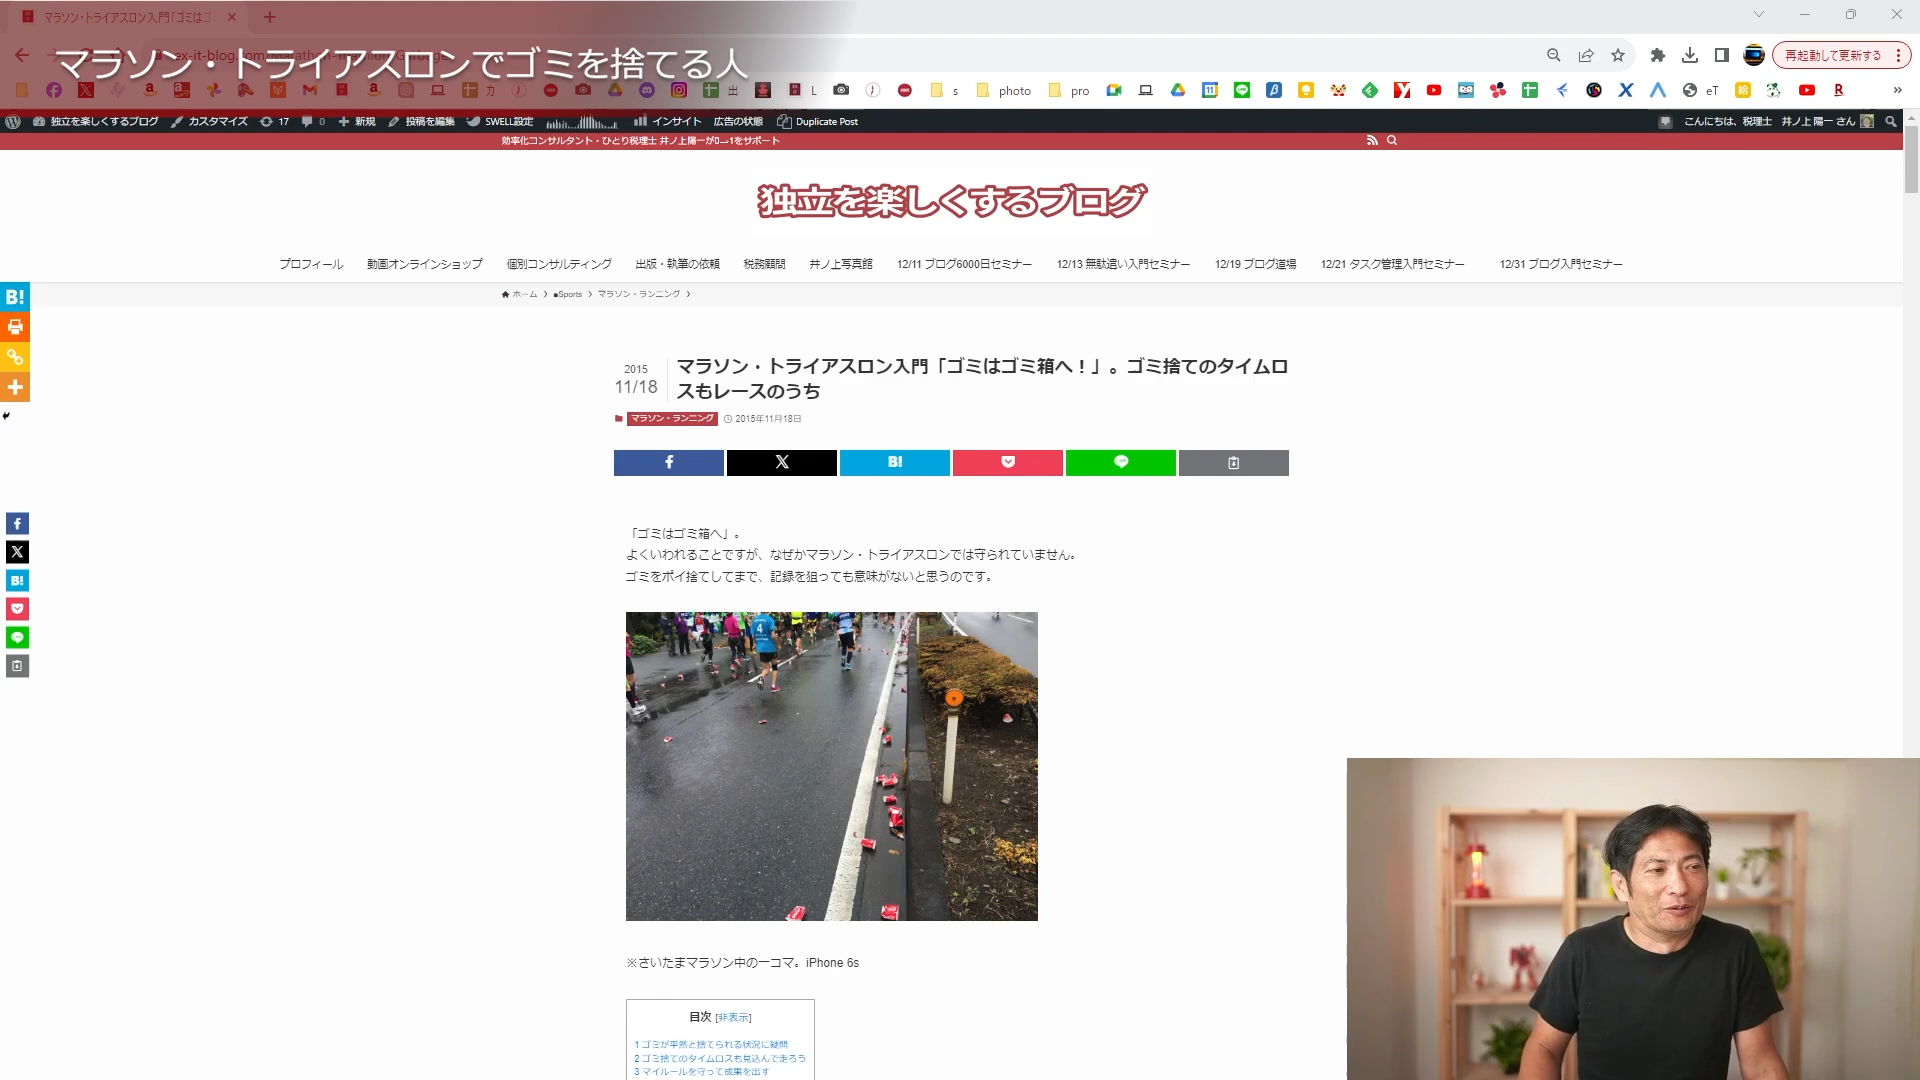 マラソン・トライアスロン入門「ゴミはゴ
マラソン・トライアスロンでゴミを捨てる人
再起動して更新する
カ
出
L
s
photo
pro
eT
独立を楽しくするブログ
カスタマイズ
17
0
新規
投稿を編集
SWELL設定
インサイト
広告の状態
Duplicate Post
こんにちは、税理士 井ノ上 陽一 さん
効率化コンサルタント・ひとり税理士 井ノ上陽一が0→1をサポート
独立を楽しくするブログ
プロフィール
動画オンラインショップ
個別コンサルティング
出版・執筆の依頼
税務顧問
井ノ上写真館
12/11 ブログ6000日セミナー
12/13 無駄遣い入門セミナー
12/19 ブログ道場
12/21 タスク管理入門セミナー
12/31 ブログ入門セミナー
ホーム
■Sports
マラソン・ランニング
B!
2015
11/18
マラソン・トライアスロン入門「ゴミはゴミ箱へ！」。ゴミ捨てのタイムロ
スもレースのうち
マラソン・ランニング
2015年11月18日
B!
「ゴミはゴミ箱へ」。
よくいわれることですが、なぜかマラソン・トライアスロンでは守られていません。
ゴミをポイ捨てしてまで、記録を狙っても意味がないと思うのです。
B!
4
※さいたまマラソン中の一コマ。iPhone 6s
目次 [非表示]
1 ゴミが平然と捨てられる状況に疑問
2 ゴミ捨てのタイムロスも見込んで走ろう
3 マイルールを守って成果を出す